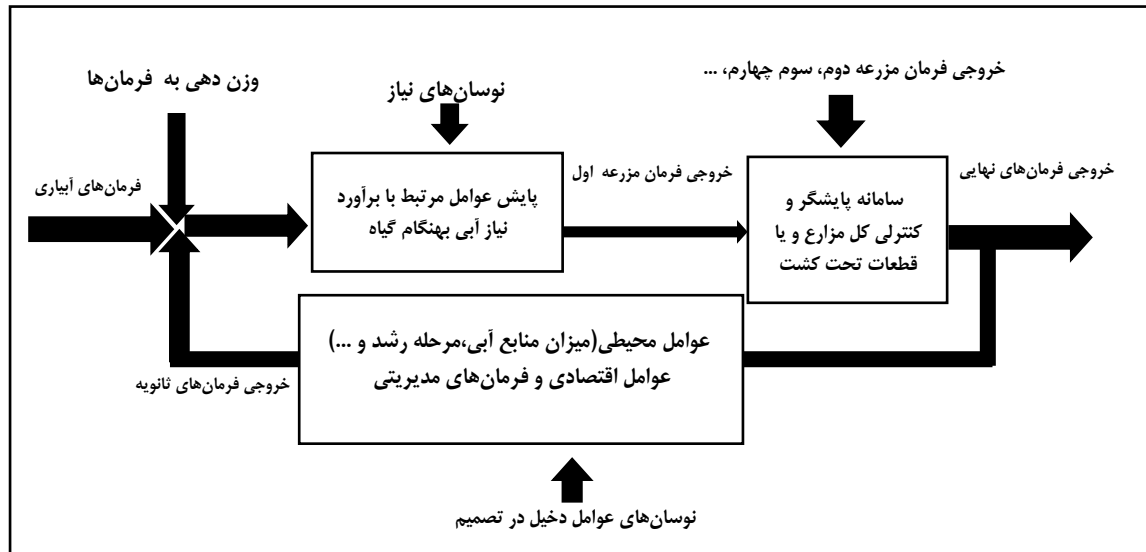 خروجی فرمان مزرعه دوم، سوم چهارم، ...
وزن دهی به فرمان‌ها
نوسان‌های نیاز
فرمان‌های آبیاری
پایش عوامل مرتبط با برآورد
نیاز آبی بهنگام گیاه
خروجی فرمان مزرعه اول
سامانه پایشگر و
کنترلی کل مزارع و یا
قطعات تحت کشت
خروجی فرمان‌های نهایی
عوامل محیطی(میزان منابع آبی،مرحله رشد و ...)
عوامل اقتصادی و فرمان‌های مدیریتی
خروجی فرمان‌های ثانویه
نوسان‌های عوامل دخیل در تصمیم